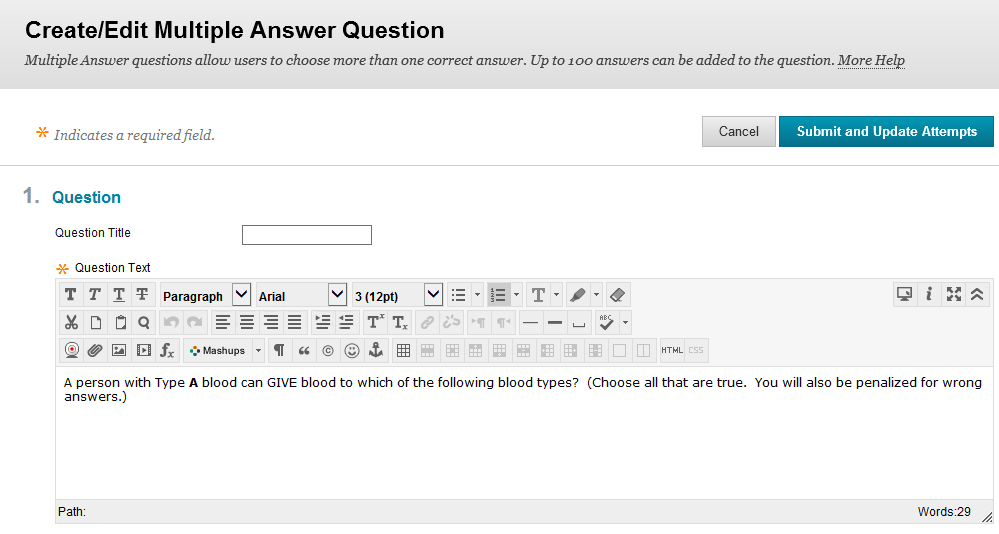 Create/Edit Multiple Answer Question
Multiple Answer questions allow users to choose more than one correct answer. Up to 100 answers can be added to the question. More Help
Indicates a required field.
Cancel
Submit and Update Attempts
1. Question
Question Title
Question Text
T T T T Paragraph Arial 3 (12pt) T i
Tx Tx ABC
fx Mashups ¶ “ © HTML CSS
A person with Type A blood can GIVE blood to which of the following blood types? (Choose all that are true. You will also be penalized for wrong
answers.)
Path: Words:29